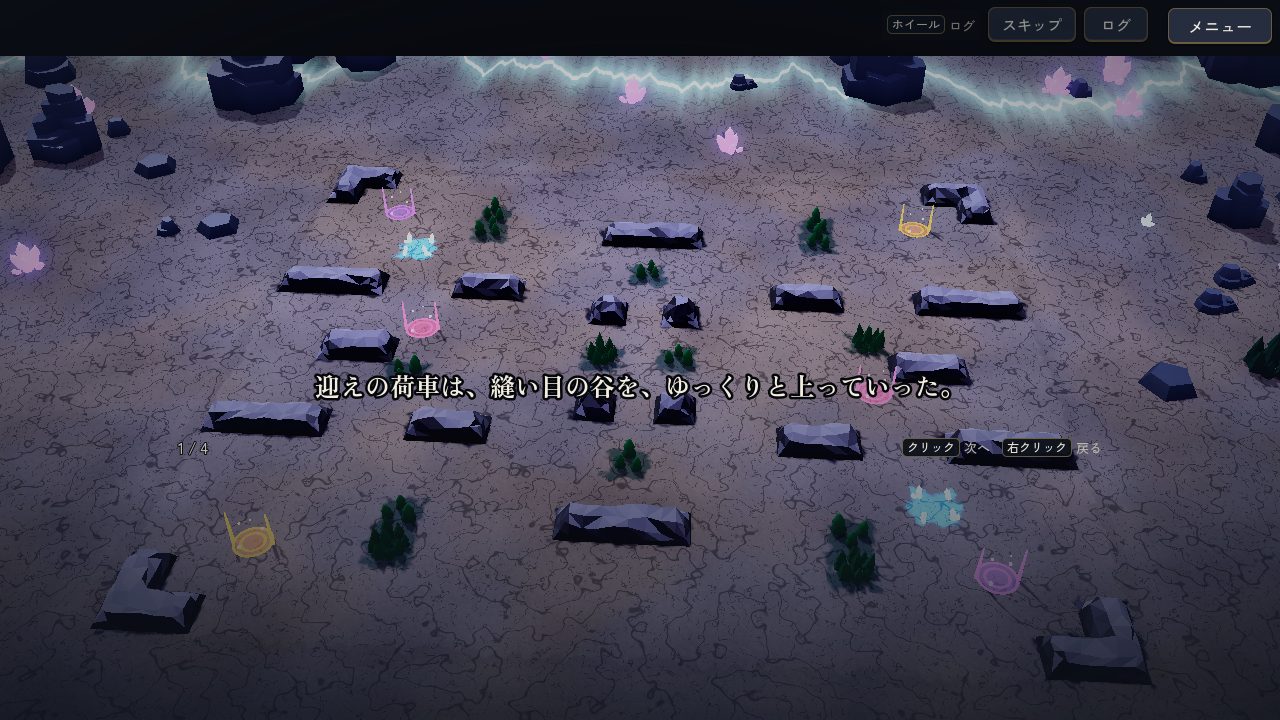 ホイール ログ スキップ ログ メニュー
迎えの荷車は、縫い目の谷を、ゆっくりと上っていった。
1 / 4 クリック 次へ 右クリック 戻る